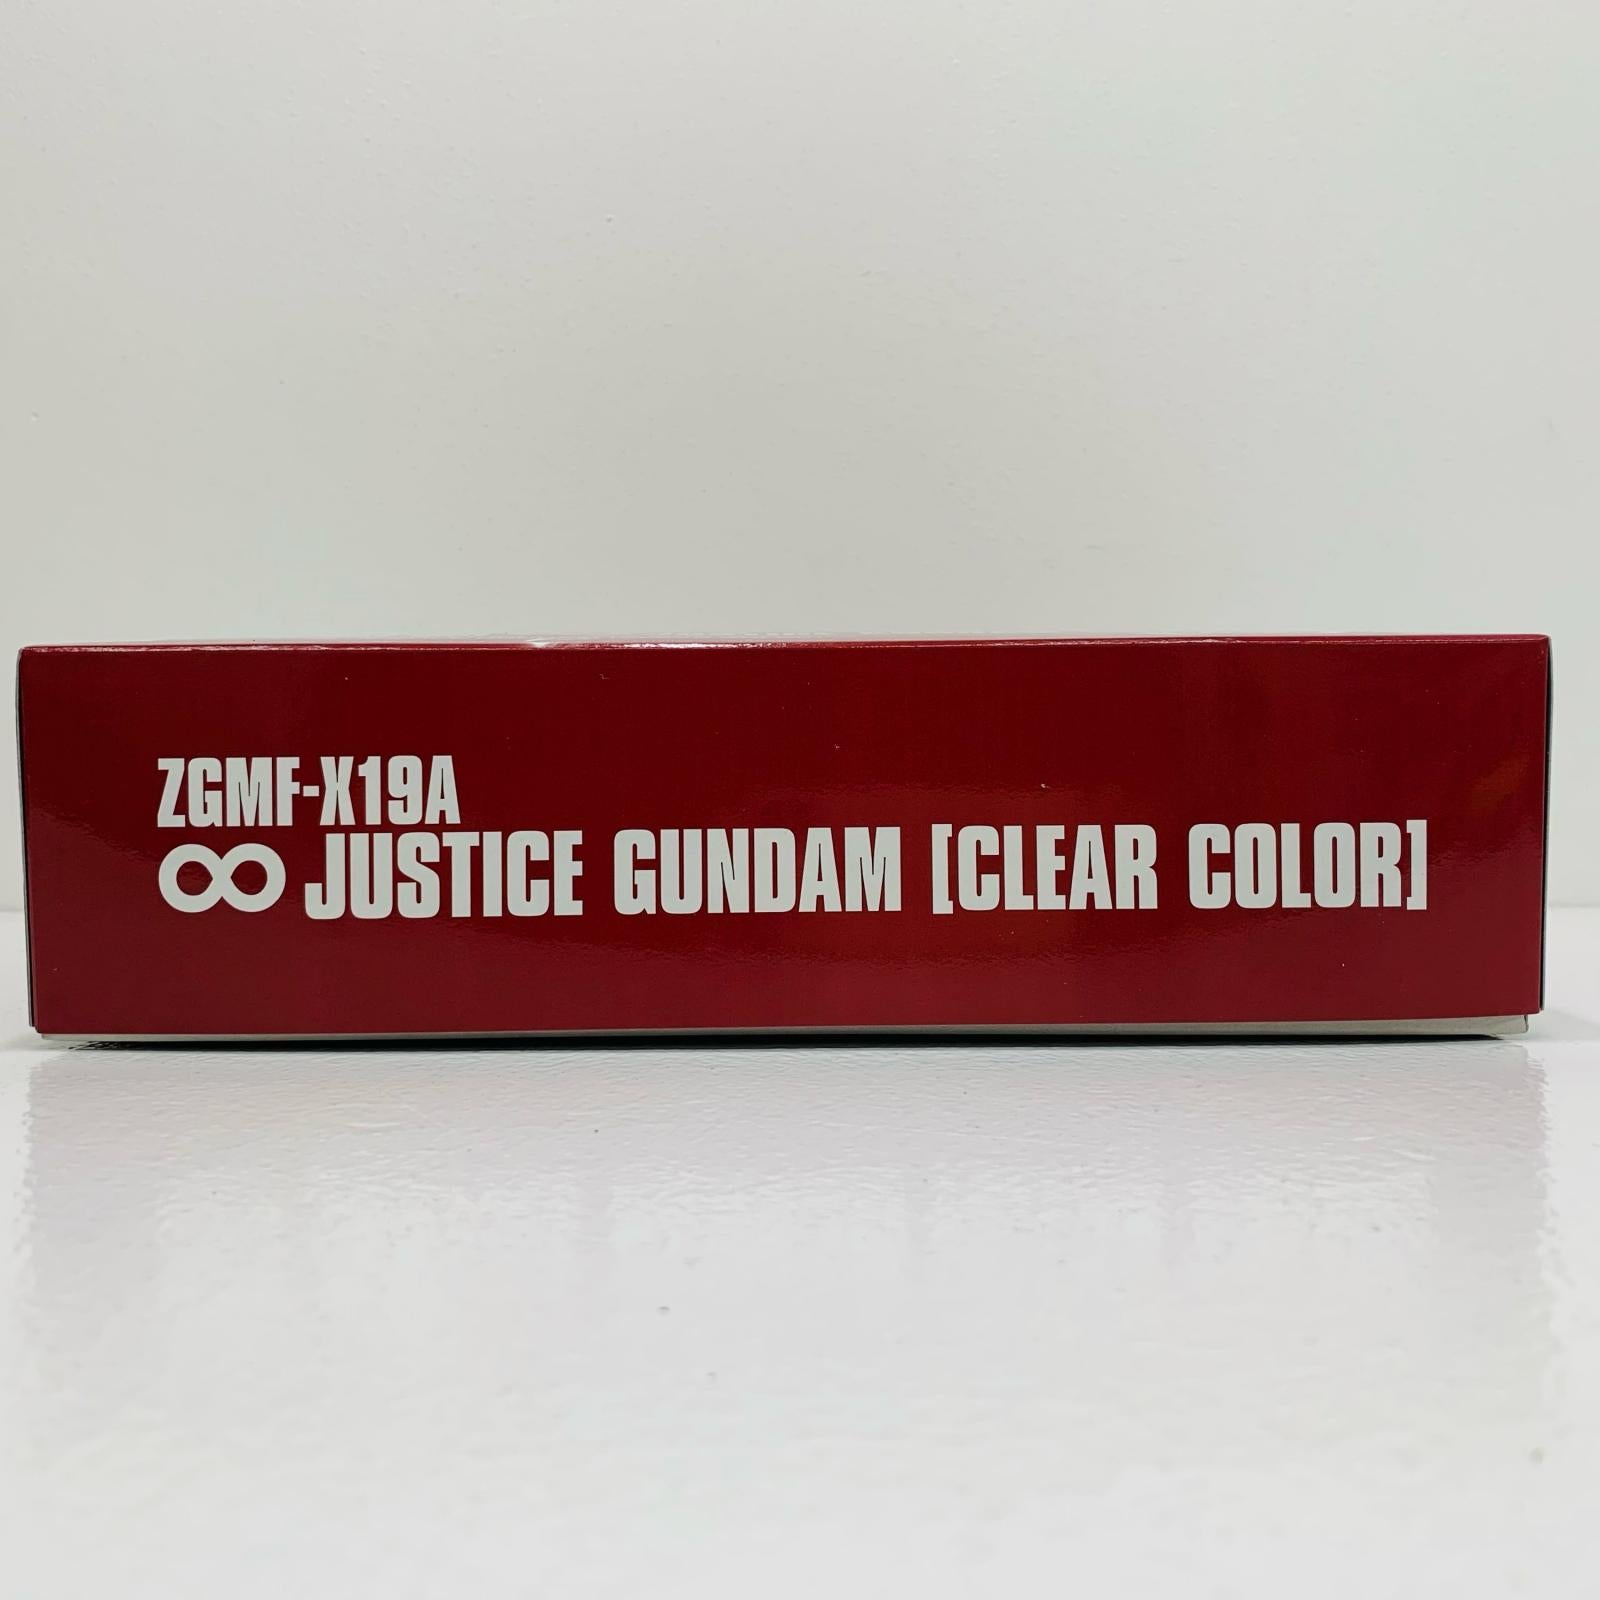 ZGMF-X19A
∞ JUSTICE GUNDAM [CLEAR COLOR]